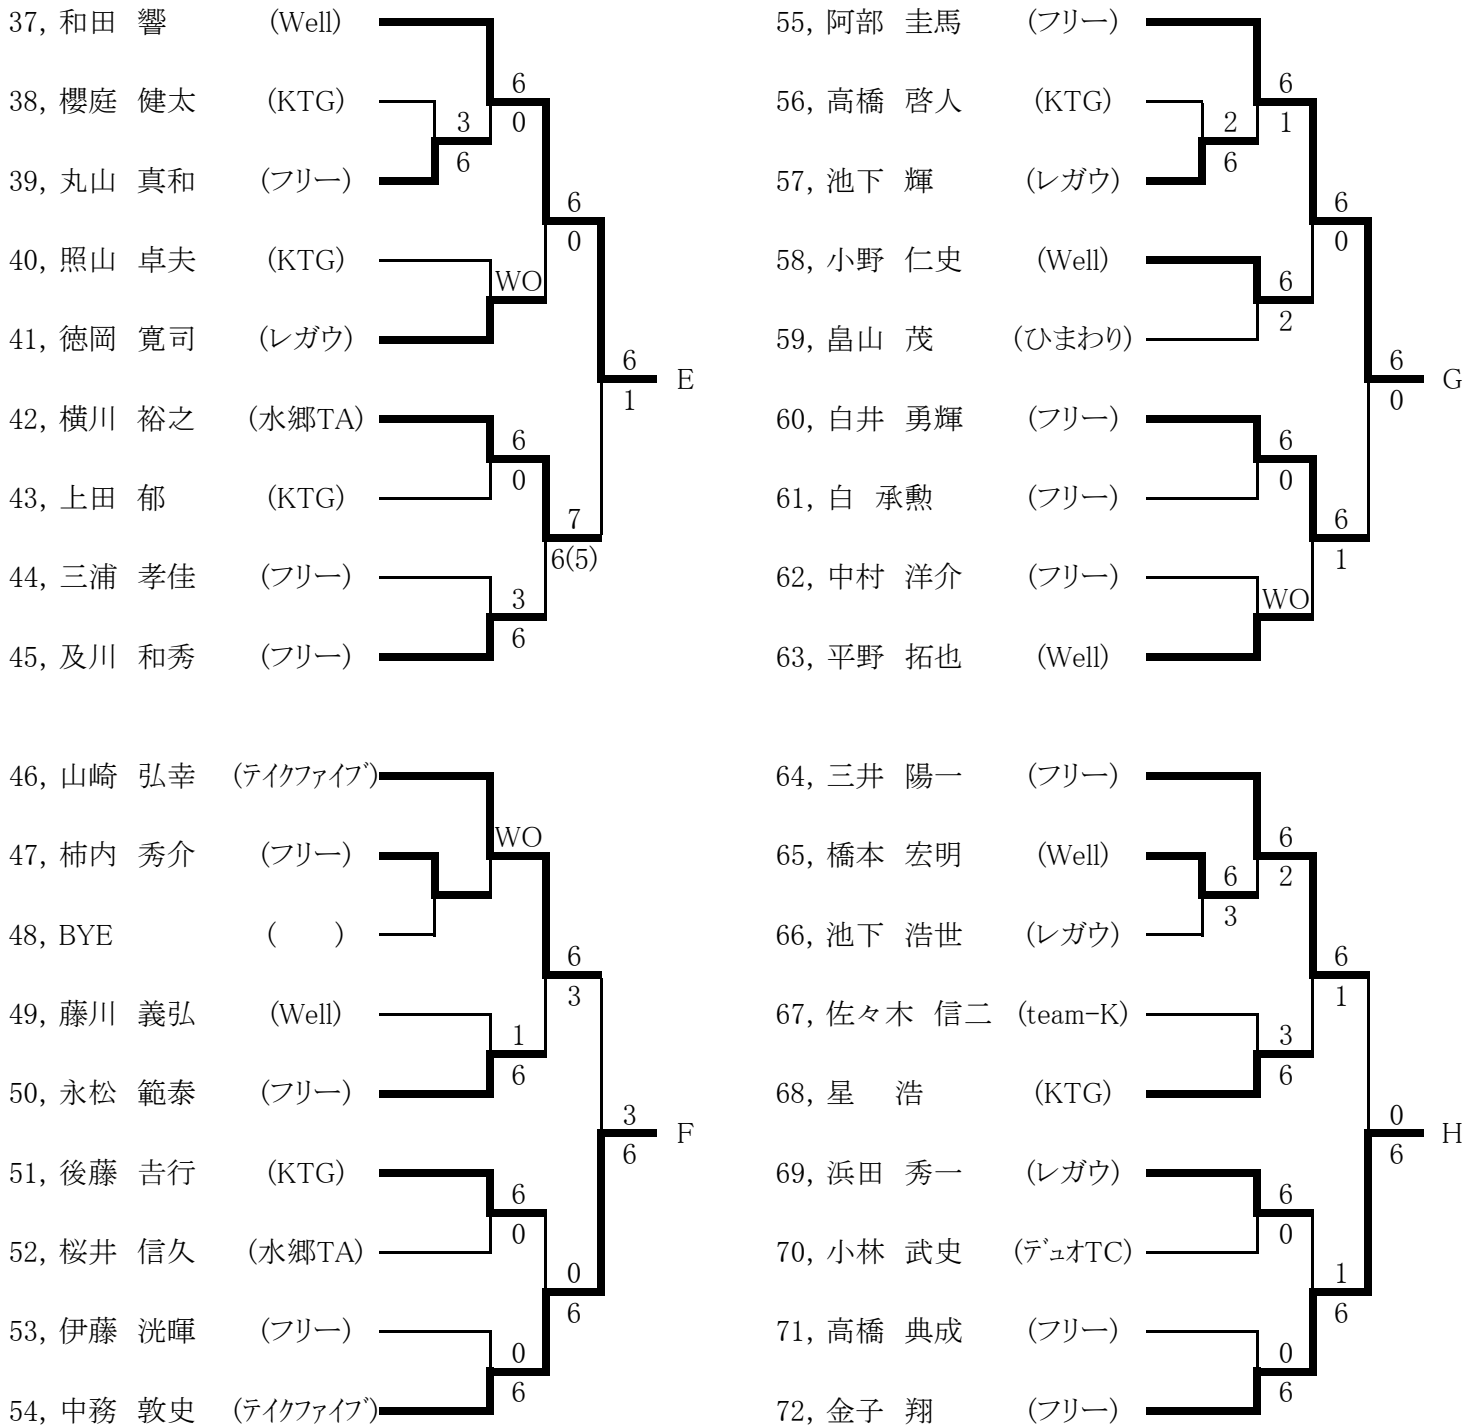 37, 和田 響 (Well)
6
38, 櫻庭 健太 (KTG)
3 0
6
39, 丸山 真和 (フリー)
6
0
40, 照山 卓夫 (KTG)
WO
41, 徳岡 寛司 (レガウ)
6
E
1
42, 横川 裕之 (水郷TA)
6
0
43, 上田 郁 (KTG)
7
6(5)
44, 三浦 孝佳 (フリー)
3
6
45, 及川 和秀 (フリー)
46, 山崎 弘幸 (テイクファイブ)
WO
47, 柿内 秀介 (フリー)
48, BYE ( )
6
3
49, 藤川 義弘 (Well)
1
6
50, 永松 範泰 (フリー)
3
F
6
51, 後藤 吉行 (KTG)
6
0
52, 桜井 信久 (水郷TA)
0
6
53, 伊藤 洸暉 (フリー)
0
6
54, 中務 敦史 (テイクファイブ)
55, 阿部 圭馬 (フリー)
6
56, 高橋 啓人 (KTG)
2 1
6
57, 池下 輝 (レガウ)
6
0
58, 小野 仁史 (Well)
6
2
59, 畠山 茂 (ひまわり)
6
G
0
60, 白井 勇輝 (フリー)
6
0
61, 白 承勲 (フリー)
6
1
62, 中村 洋介 (フリー)
WO
63, 平野 拓也 (Well)
64, 三井 陽一 (フリー)
6
65, 橋本 宏明 (Well)
6 2
3
66, 池下 浩世 (レガウ)
6
1
67, 佐々木 信二 (team-K)
3
6
68, 星 浩 (KTG)
0
H
6
69, 浜田 秀一 (レガウ)
6
0
70, 小林 武史 (デュオTC)
1
6
71, 高橋 典成 (フリー)
0
6
72, 金子 翔 (フリー)